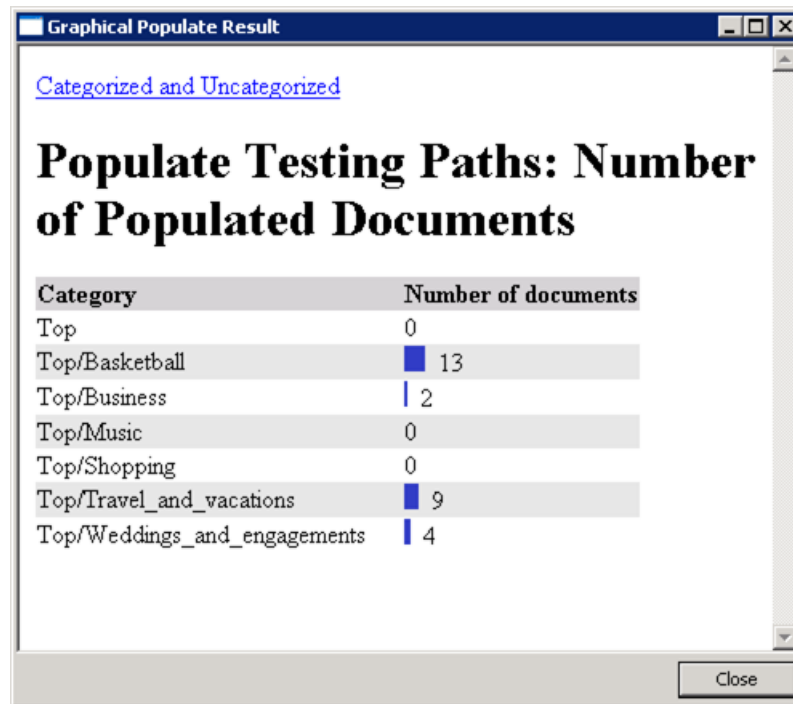 Graphical Populate Result
Categorized and Uncategorized
Populate Testing Paths: Number
of Populated Documents
Category Number of documents
Top 0
Top/Basketball 13
Top/Business 2
Top/Music 0
Top/Shopping 0
Top/Travel_and_vacations 9
Top/Weddings_and_engagements 4
Close